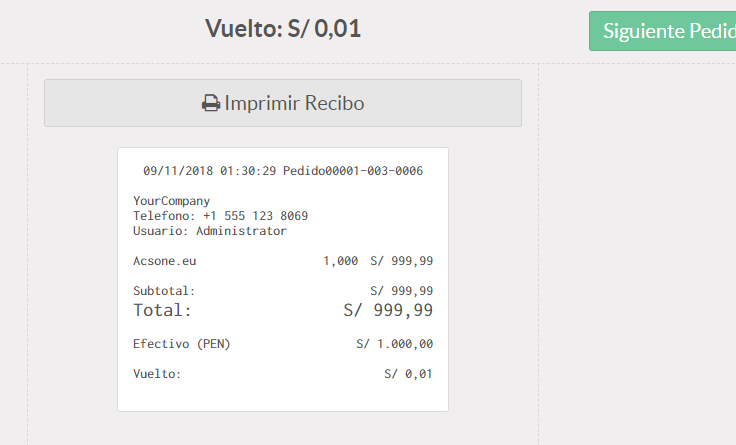 Vuelto: S/ 0,01
Siguiente
Imprimir Recibo
09/11/2018 01:30:29 Pedido00001-003-0006
YourCompany
Telefono: +1 555 123 8069
Usuario: Administrator
Acsone.eu 1,000 S/ 999,99
Subtotal: S/ 999,99
Total: S/ 999,99
Efectivo (PEN) S/ 1.000,00
Vuelto: S/ 0,01